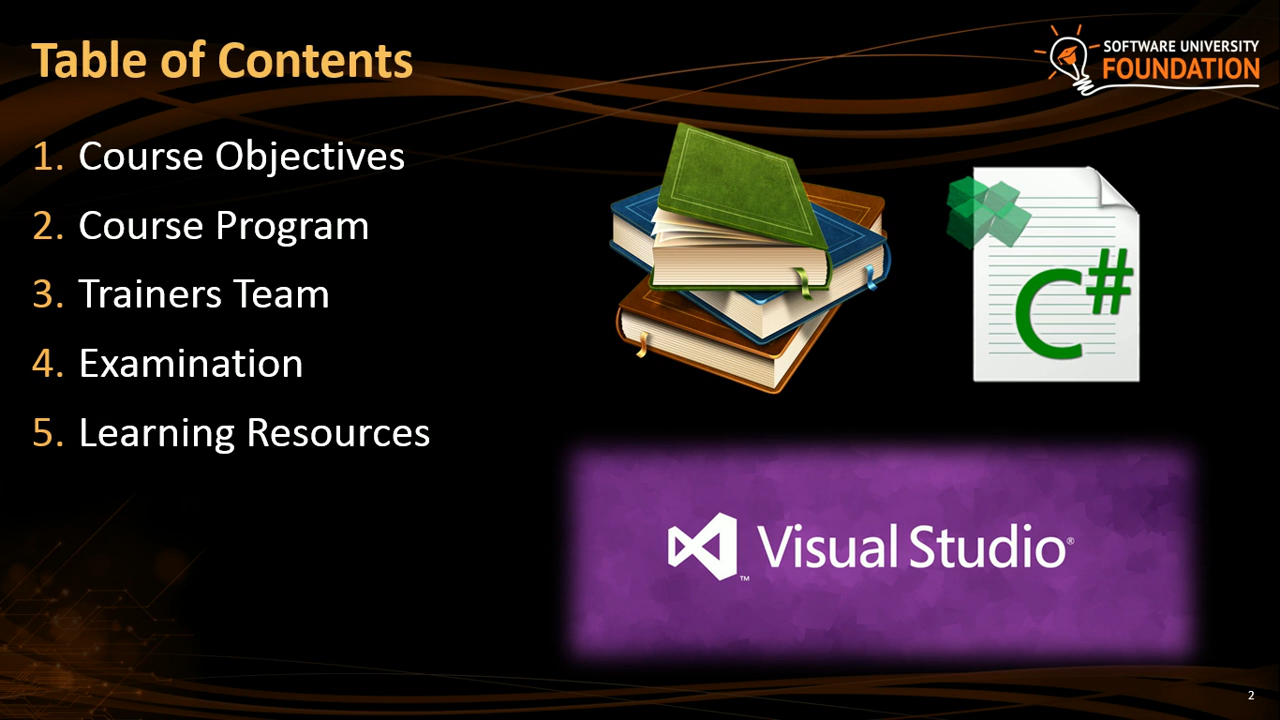 Table of Contents
SOFTWARE UNIVERSITY
FOUNDATION
1. Course Objectives
2. Course Program
3. Trainers Team
4. Examination
5. Learning Resources
C#
Visual Studio®
™
2